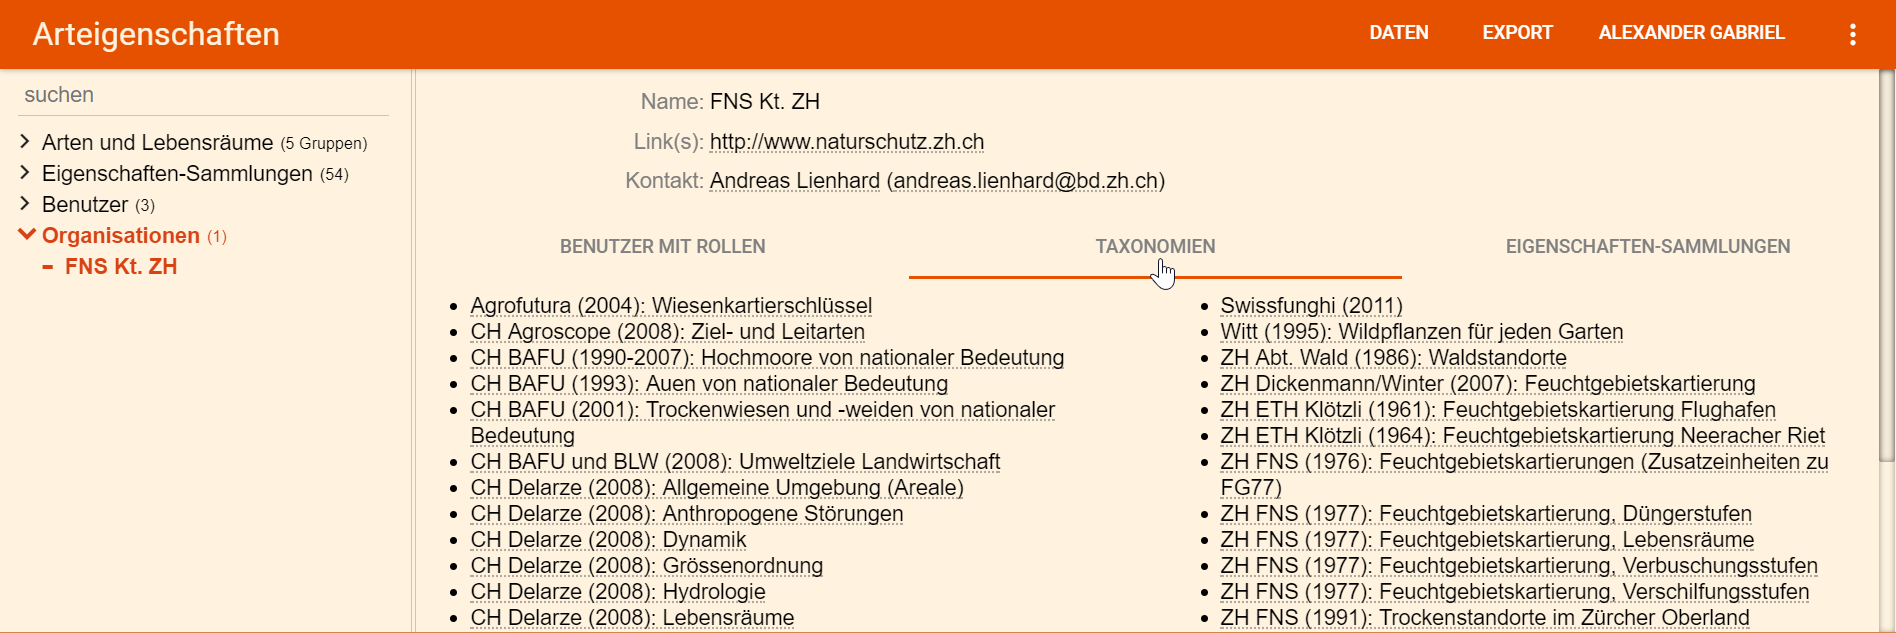 Arteigenschaften
DATEN
EXPORT
ALEXANDER GABRIEL
suchen
Arten und Lebensräume (5 Gruppen)
Eigenschaften-Sammlungen (54)
Benutzer (3)
Organisationen (1)
FNS Kt. ZH
Name: FNS Kt. ZH
Link(s): http://www.naturschutz.zh.ch
Kontakt: Andreas Lienhard (andreas.lienhard@bd.zh.ch)
BENUTZER MIT ROLLEN
TAXONOMIEN
EIGENSCHAFTEN-SAMMLUNGEN
Agrofutura (2004): Wiesenkartierschlüssel
CH Agroscope (2008): Ziel- und Leitarten
CH BAFU (1990-2007): Hochmoore von nationaler Bedeutung
CH BAFU (1993): Auen von nationaler Bedeutung
CH BAFU (2001): Trockenwiesen und -weiden von nationaler
Bedeutung
CH BAFU und BLW (2008): Umweltziele Landwirtschaft
CH Delarze (2008): Allgemeine Umgebung (Areale)
CH Delarze (2008): Anthropogene Störungen
CH Delarze (2008): Dynamik
CH Delarze (2008): Grössenordnung
CH Delarze (2008): Hydrologie
CH Delarze (2008): Lebensräume
Swissfunghi (2011)
Witt (1995): Wildpflanzen für jeden Garten
ZH Abt. Wald (1986): Waldstandorte
ZH Dickenmann/Winter (2007): Feuchtgebietskartierung
ZH ETH Klötzli (1961): Feuchtgebietskartierung Flughafen
ZH ETH Klötzli (1964): Feuchtgebietskartierung Neeracher Riet
ZH FNS (1976): Feuchtgebietskartierungen (Zusatzeinheiten zu
FG77)
ZH FNS (1977): Feuchtgebietskartierung, Düngerstufen
ZH FNS (1977): Feuchtgebietskartierung, Lebensräume
ZH FNS (1977): Feuchtgebietskartierung, Verbuschungsstufen
ZH FNS (1977): Feuchtgebietskartierung, Verschilfungsstufen
ZH FNS (1991): Trockenstandorte im Zürcher Oberland